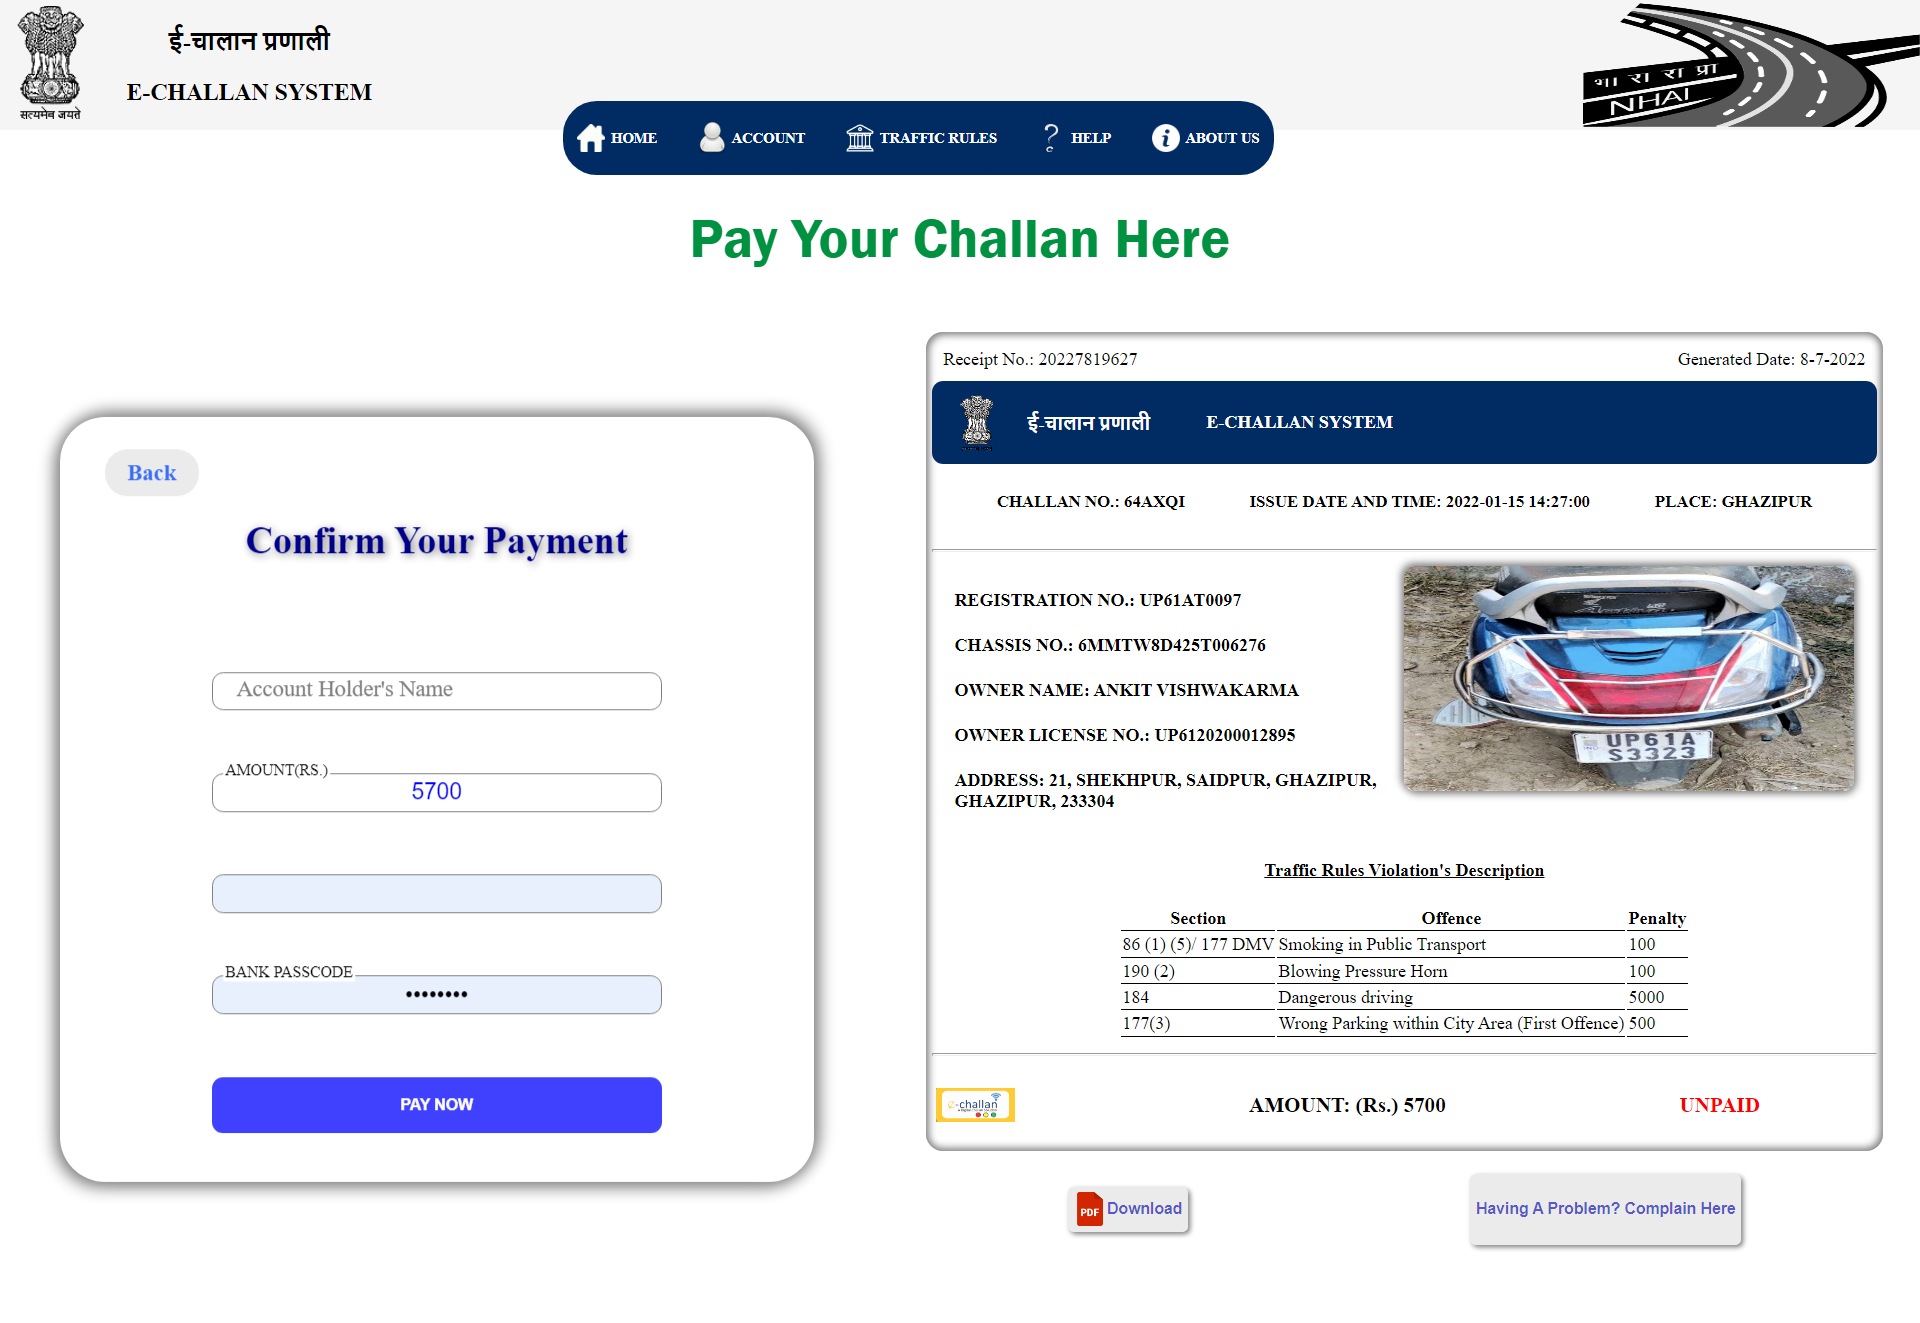 ई-चालान प्रणाली
E-CHALLAN SYSTEM
सत्यमेव जयते
भा रा रा प्रा
NHAI
HOME ACCOUNT TRAFFIC RULES HELP ABOUT US
Pay Your Challan Here
Back
Confirm Your Payment
Account Holder's Name
AMOUNT(RS.)
5700
BANK PASSCODE
••••••••
PAY NOW
Receipt No.: 20227819627 Generated Date: 8-7-2022
ई-चालान प्रणाली E-CHALLAN SYSTEM
CHALLAN NO.: 64AXQI ISSUE DATE AND TIME: 2022-01-15 14:27:00 PLACE: GHAZIPUR
REGISTRATION NO.: UP61AT0097
CHASSIS NO.: 6MMTW8D425T006276
OWNER NAME: ANKIT VISHWAKARMA
OWNER LICENSE NO.: UP6120200012895
ADDRESS: 21, SHEKHPUR, SAIDPUR, GHAZIPUR,
GHAZIPUR, 233304
UP61A
S3323
Traffic Rules Violation's Description
Section Offence Penalty
86 (1) (5)/ 177 DMV Smoking in Public Transport 100
190 (2) Blowing Pressure Horn 100
184 Dangerous driving 5000
177(3) Wrong Parking within City Area (First Offence) 500
e-challan
AMOUNT: (Rs.) 5700 UNPAID
PDF Download
Having A Problem? Complain Here